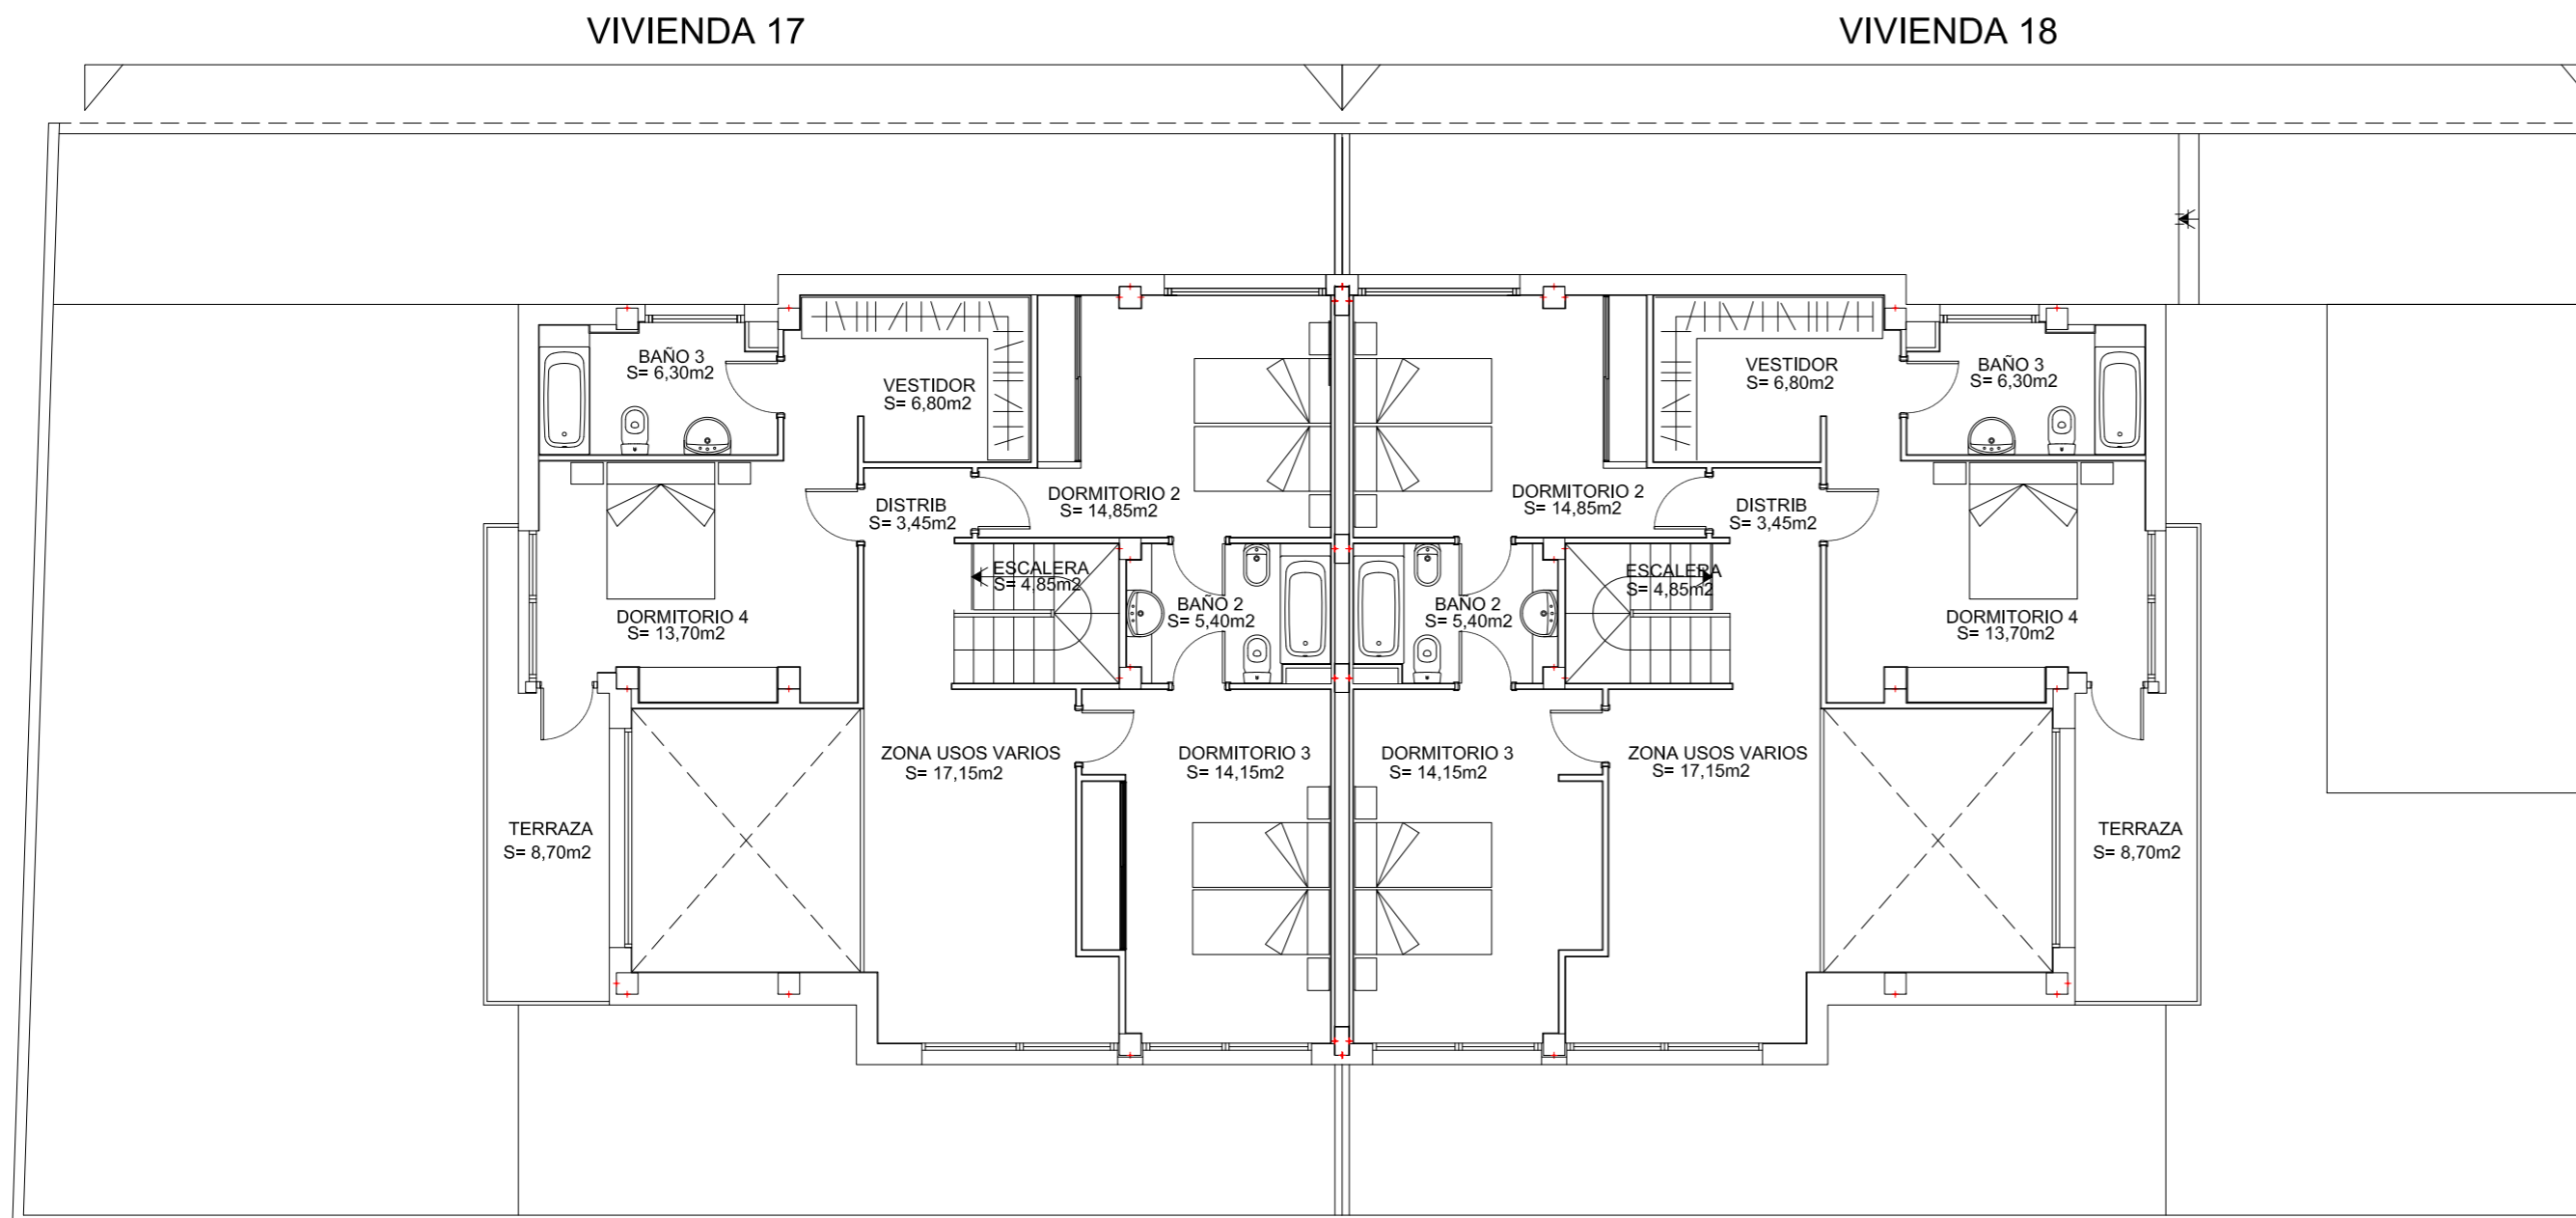 VIVIENDA 17
VIVIENDA 18
BAÑO 3
S= 6,30m2
VESTIDOR
S= 6,80m2
DORMITORIO 2
S= 14,85m2
DISTRIB
S= 3,45m2
ESCALERA
S= 4,85m2
BAÑO 2
S= 5,40m2
DORMITORIO 4
S= 13,70m2
ZONA USOS VARIOS
S= 17,15m2
DORMITORIO 3
S= 14,15m2
TERRAZA
S= 8,70m2
VESTIDOR
S= 6,80m2
BAÑO 3
S= 6,30m2
DORMITORIO 2
S= 14,85m2
DISTRIB
S= 3,45m2
ESCALERA
S= 4,85m2
BAÑO 2
S= 5,40m2
DORMITORIO 4
S= 13,70m2
DORMITORIO 3
S= 14,15m2
ZONA USOS VARIOS
S= 17,15m2
TERRAZA
S= 8,70m2